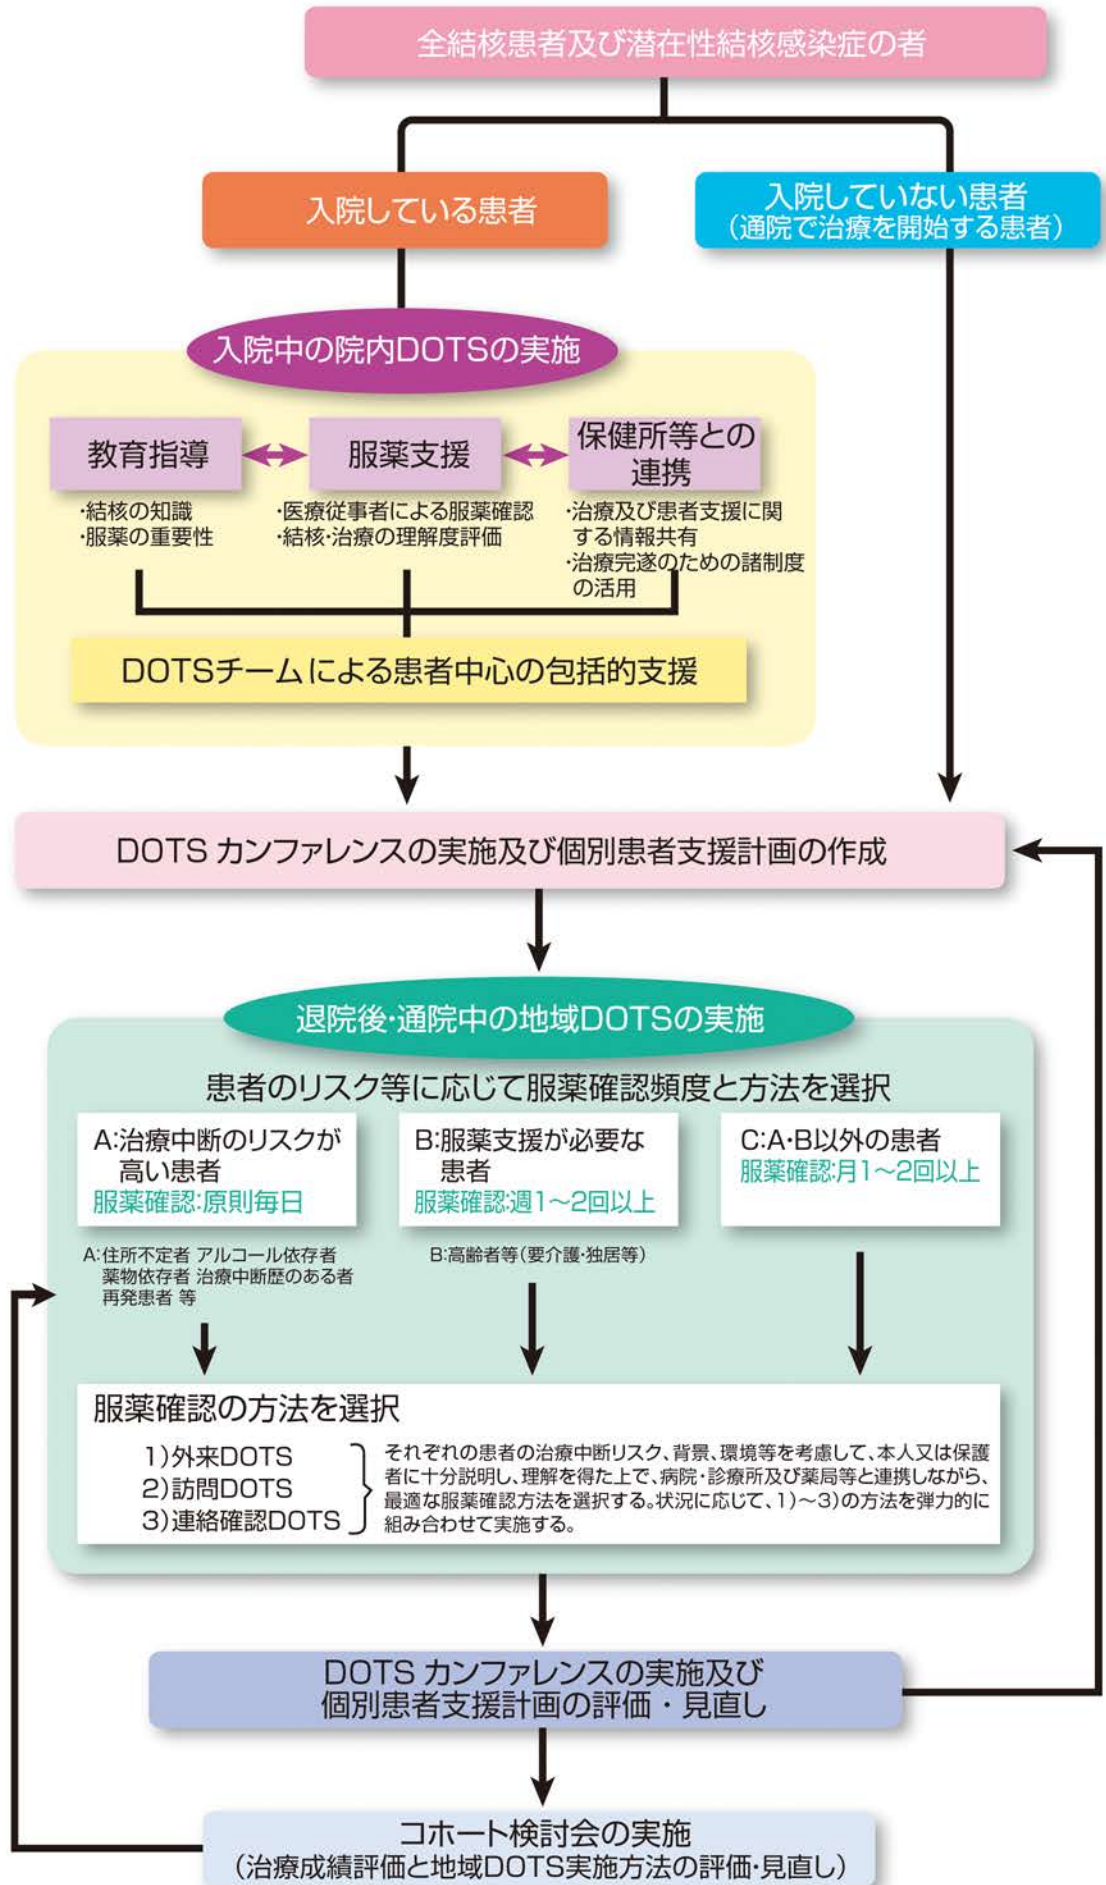 全結核患者及び潜在性結核感染症の者
入院している患者
入院していない患者
（通院で治療を開始する患者）
入院中の院内DOTSの実施
教育指導
・結核の知識
・服薬の重要性
服薬支援
・医療従事者による服薬確認
・結核・治療の理解度評価
保健所等との
連携
・治療及び患者支援に関
する情報共有
・治療完遂のための諸制度
の活用
DOTSチームによる患者中心の包括的支援
DOTS カンファレンスの実施及び個別患者支援計画の作成
退院後・通院中の地域DOTSの実施
患者のリスク等に応じて服薬確認頻度と方法を選択
A:治療中断のリスクが
高い患者
服薬確認:原則毎日
A:住所不定者 アルコール依存者
薬物依存者 治療中断歴のある者
再発患者 等
B:服薬支援が必要な
患者
服薬確認:週1～2回以上
B:高齢者等(要介護・独居等)
C:A・B以外の患者
服薬確認:月1～2回以上
服薬確認の方法を選択
1)外来DOTS
2)訪問DOTS
3)連絡確認DOTS
それぞれの患者の治療中断リスク、背景、環境等を考慮して、本人又は保護
者に十分説明し、理解を得た上で、病院・診療所及び薬局等と連携しながら、
最適な服薬確認方法を選択する。状況に応じて、1)～3)の方法を弾力的に
組み合わせて実施する。
DOTS カンファレンスの実施及び
個別患者支援計画の評価・見直し
コホート検討会の実施
（治療成績評価と地域DOTS実施方法の評価・見直し）